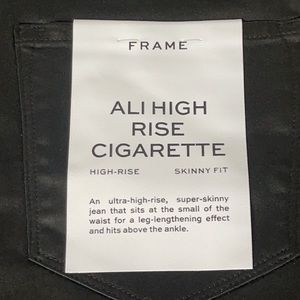 FRAME
ALI HIGH
RISE
CIGARETTE
HIGH-RISE SKINNY FIT
An ultra-high-rise, super-skinny
jean that sits at the small of the
waist for a leg-lengthening effect
and hits above the ankle.